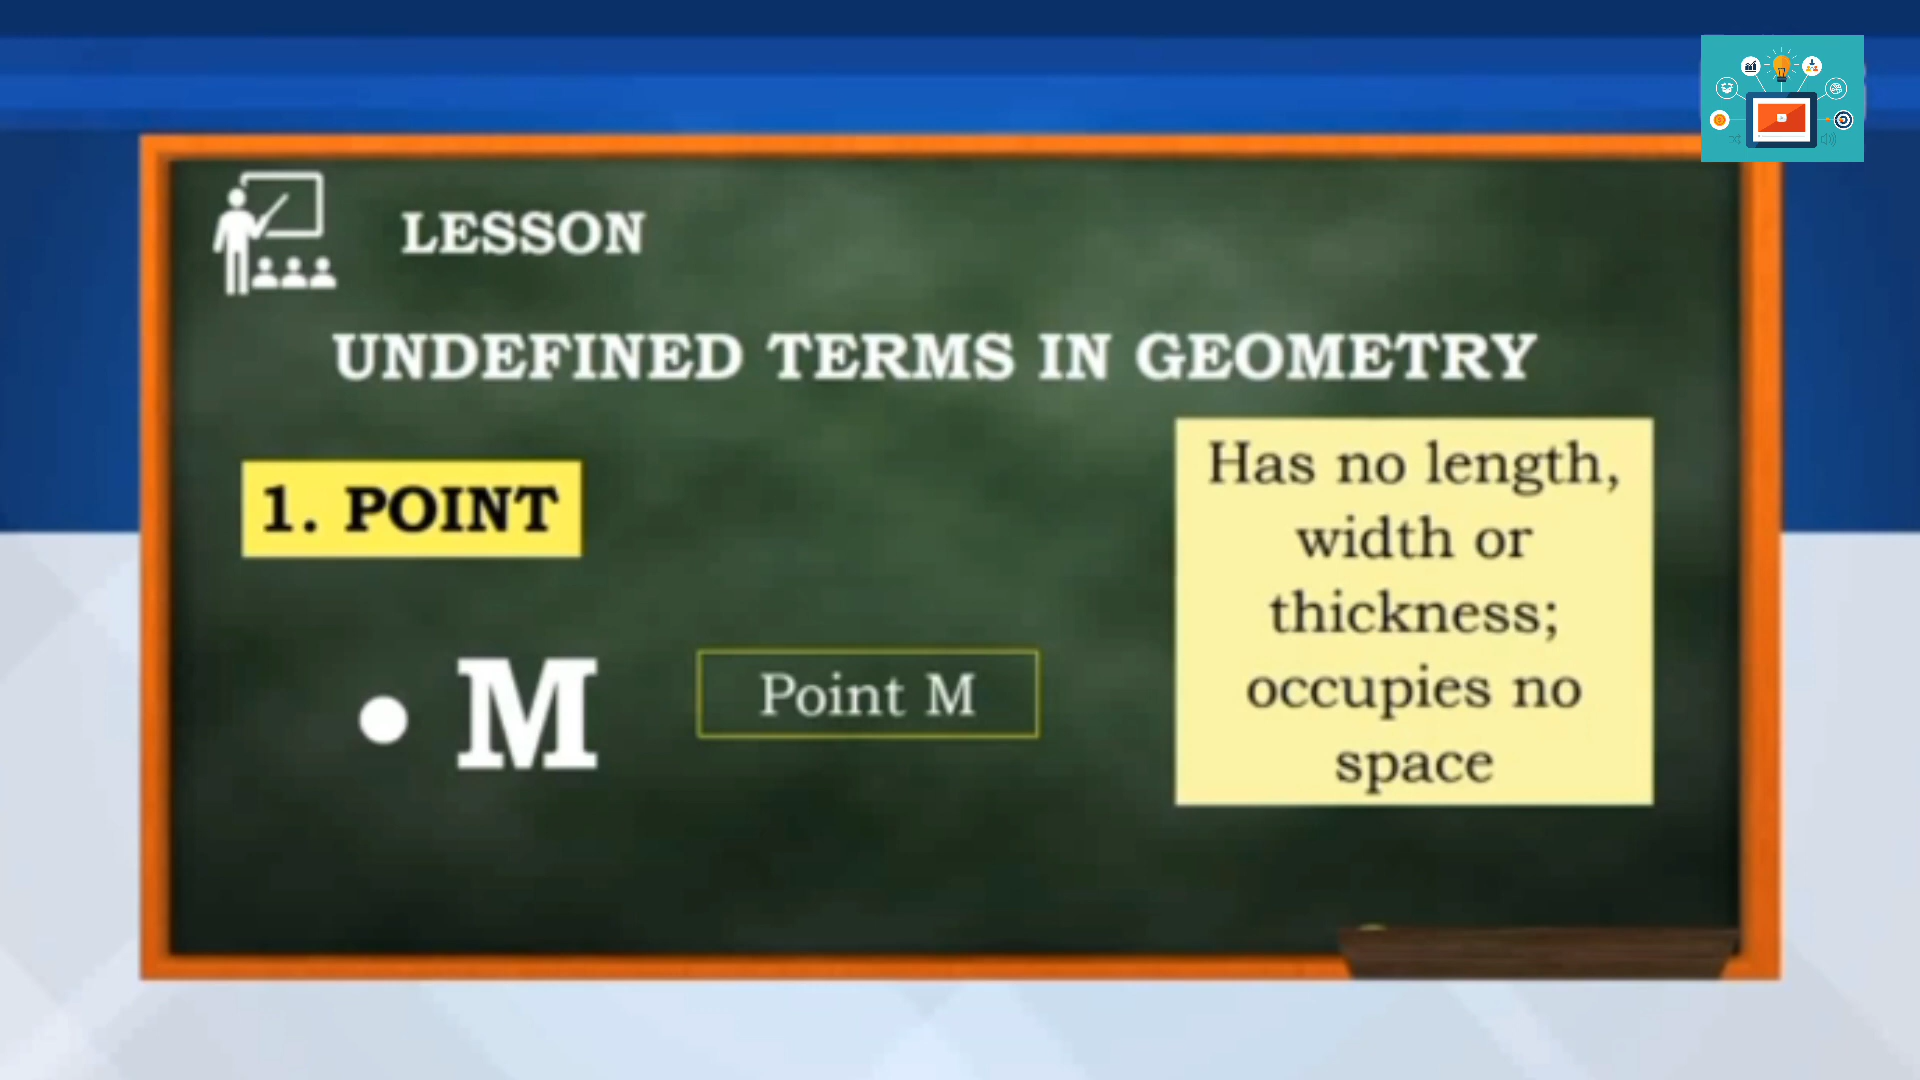 LESSON
UNDEFINED TERMS IN GEOMETRY
1. POINT
• M
Point M
Has no length,
width or
thickness;
occupies no
space